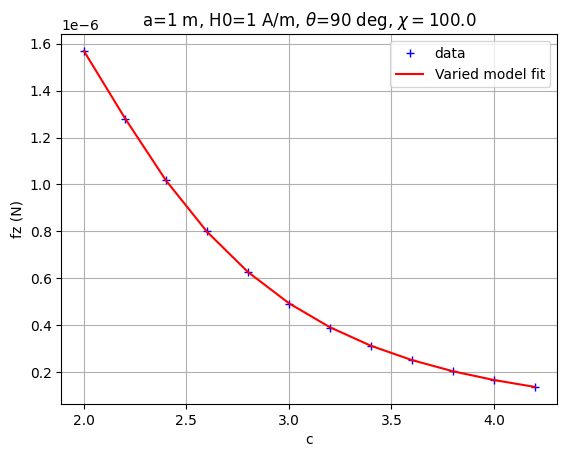 a=1 m, H0=1 A/m, θ=90 deg, χ = 100.0
1e−6
data
Varied model fit
1.6
1.4
1.2
1.0
0.8
0.6
0.4
0.2
fz (N)
2.0 2.5 3.0 3.5 4.0
c